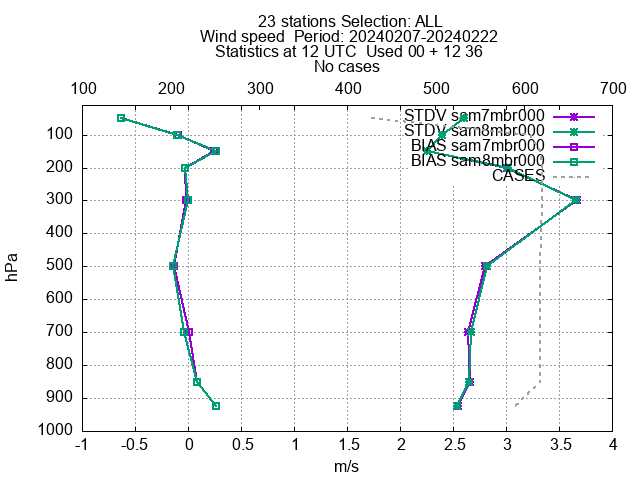 23 stations Selection: ALL
Wind speed  Period: 20240207-20240222
Statistics at 12 UTC  Used 00 + 12 36
No cases
100 200 300 400 500 600 700
STDV sam7mbr000
STDV sam8mbr000
BIAS sam7mbr000
BIAS sam8mbr000
CASES
100
200
300
400
500
600
700
800
900
1000
hPa
-1 -0.5 0 0.5 1 1.5 2 2.5 3 3.5 4
m/s